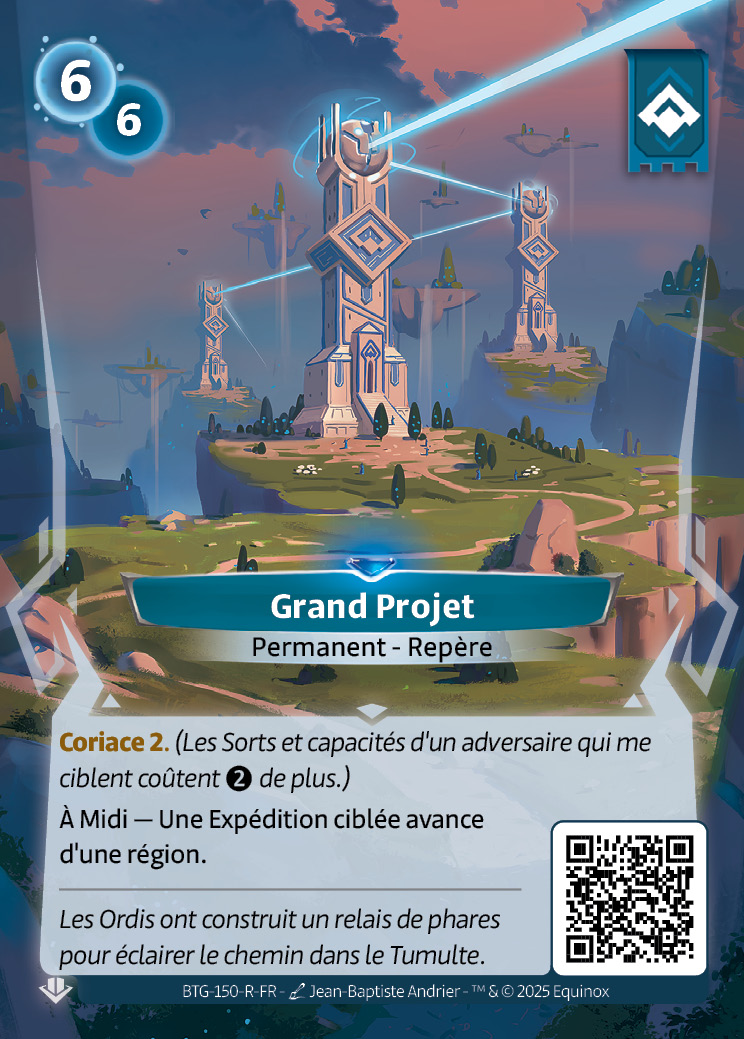 6
6
Grand Projet
Permanent - Repère
Coriace 2. (Les Sorts et capacités d'un adversaire qui me
ciblent coûtent 2 de plus.)
À Midi — Une Expédition ciblée avance
d'une région.
Les Ordis ont construit un relais de phares
pour éclairer le chemin dans le Tumulte.
BTG-150-R-FR - Jean-Baptiste Andrier - ™ & © 2025 Equinox